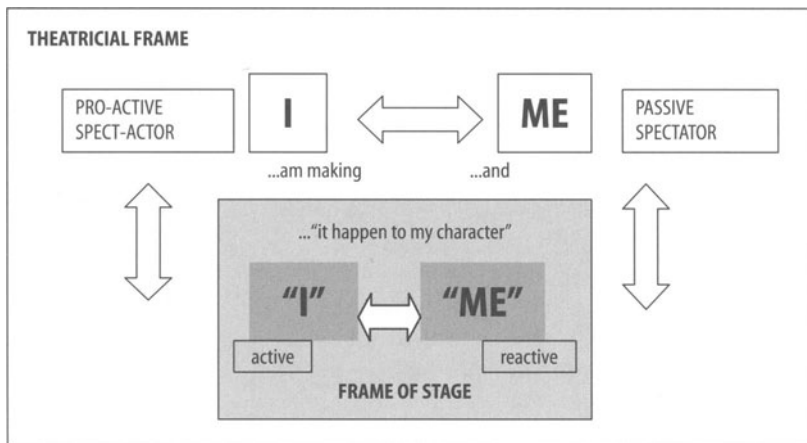 THEATRICIAL FRAME
PRO-ACTIVE
SPECT-ACTOR
I
ME
PASSIVE
SPECTATOR
...am making
...and
..."it happen to my character"
"I"
"ME"
active
reactive
FRAME OF STAGE